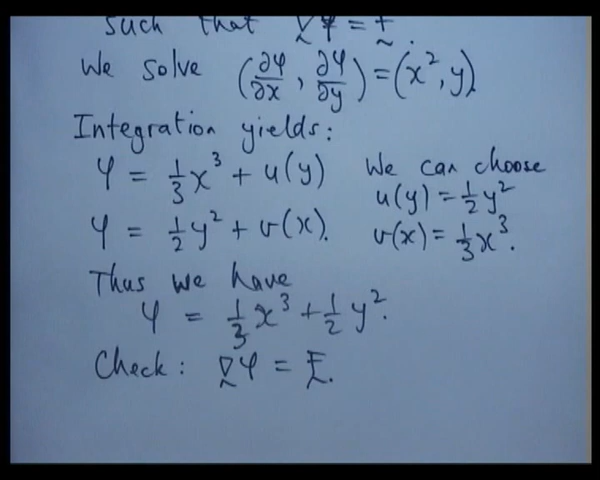 such that ∇φ = F.
We solve (∂φ/∂x, ∂φ/∂y) = (x², y)
Integration yields:
φ = 1/3 x³ + u(y) We can choose
u(y) = 1/2 y²
φ = 1/2 y² + v(x). v(x) = 1/3 x³.
Thus we have
φ = 1/3 x³ + 1/2 y².
Check: ∇φ = F.